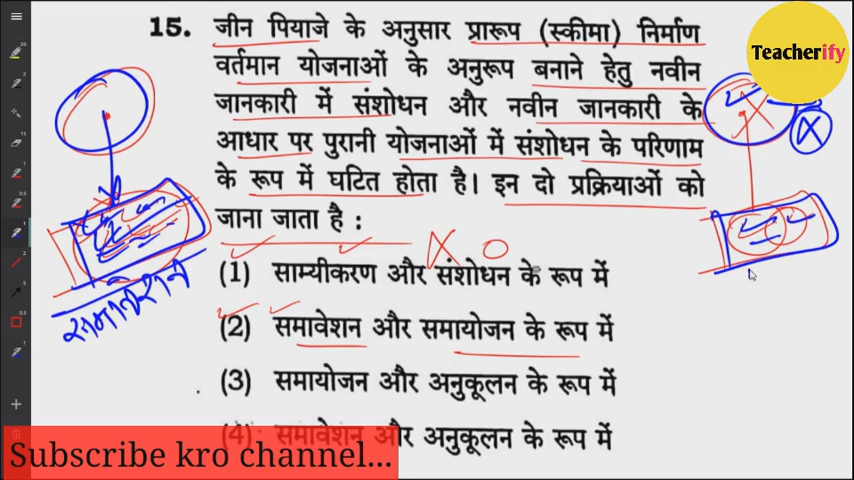 15. जीन पियाजे के अनुसार प्रारूप (स्कीमा) निर्माण
वर्तमान योजनाओं के अनुरूप बनाने हेतु नवीन
जानकारी में संशोधन और नवीन जानकारी के
आधार पर पुरानी योजनाओं में संशोधन के परिणाम
के रूप में घटित होता है। इन दो प्रक्रियाओं को
जाना जाता है :
(1) साम्यीकरण और संशोधन के रूप में
(2) समावेशन और समायोजन के रूप में
(3) समायोजन और अनुकूलन के रूप में
(4) समावेशन और अनुकूलन के रूप में
समावेशन
Teacherify
Subscribe kro channel...